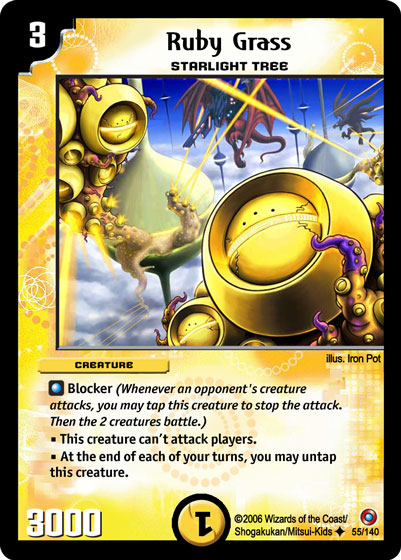 3
Ruby Grass
STARLIGHT TREE
illus. Iron Pot
CREATURE
Blocker (Whenever an opponent's creature
attacks, you may tap this creature to stop the attack.
Then the 2 creatures battle.)
▪ This creature can't attack players.
▪ At the end of each of your turns, you may untap
this creature.
3000
1
©2006 Wizards of the Coast/
Shogakukan/Mitsui-Kids ✦ 55/140